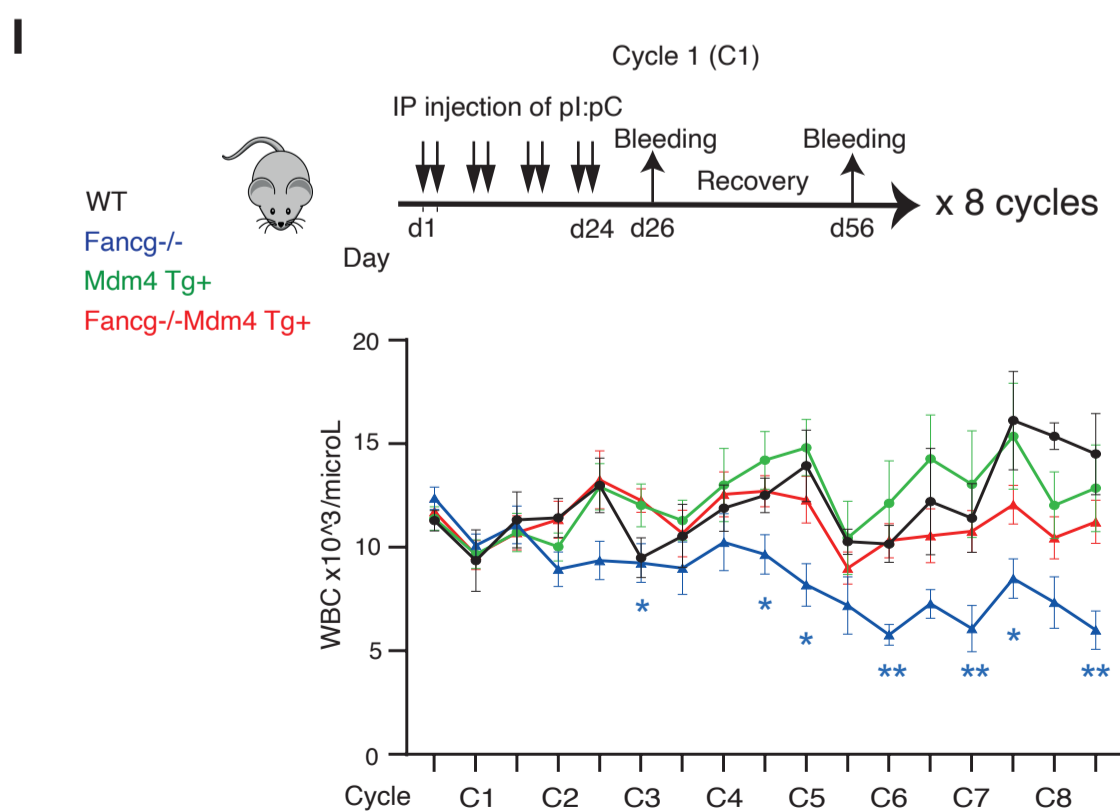 I
Cycle 1 (C1)
IP injection of pI:pC
Bleeding Bleeding
Recovery
x 8 cycles
d1 d24 d26 d56
Day
WT
Fancg-/-
Mdm4 Tg+
Fancg-/-Mdm4 Tg+
WBC x10^3/microL
20
15
10
5
0
* * * ** ** * **
Cycle C1 C2 C3 C4 C5 C6 C7 C8